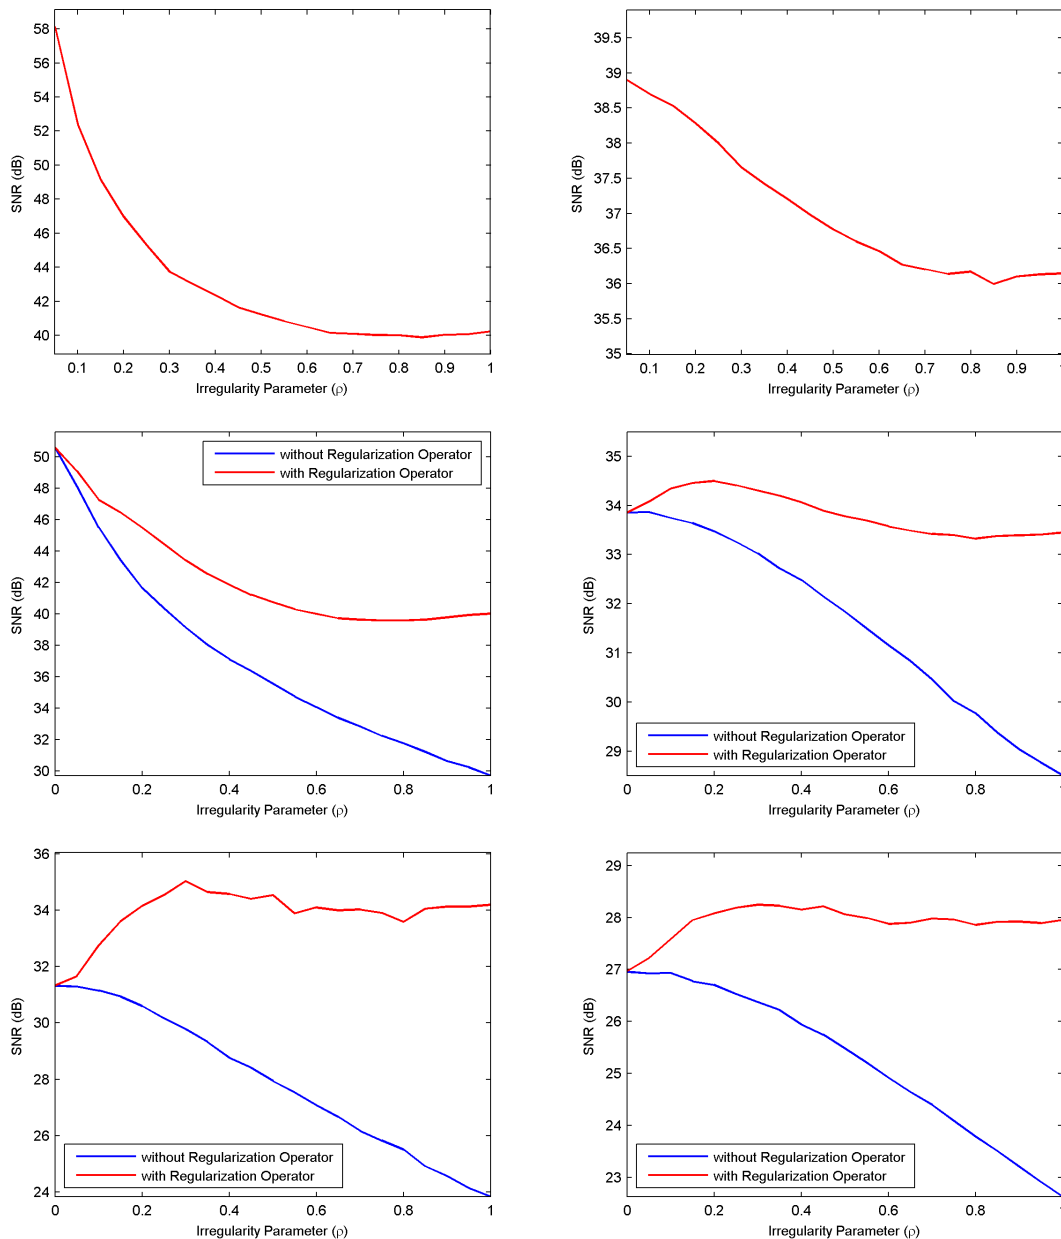 58
56
54
52
50
48
46
44
42
40
SNR (dB)
0.1 0.2 0.3 0.4 0.5 0.6 0.7 0.8 0.9 1
Irregularity Parameter (ρ)
39.5
39
38.5
38
37.5
37
36.5
36
35.5
35
SNR (dB)
0.1 0.2 0.3 0.4 0.5 0.6 0.7 0.8 0.9 1
Irregularity Parameter (ρ)
50
48
46
44
42
40
38
36
34
32
30
SNR (dB)
without Regularization Operator
with Regularization Operator
0 0.2 0.4 0.6 0.8 1
Irregularity Parameter (ρ)
35
34
33
32
31
30
29
SNR (dB)
without Regularization Operator
with Regularization Operator
0 0.2 0.4 0.6 0.8 1
Irregularity Parameter (ρ)
36
34
32
30
28
26
24
SNR (dB)
without Regularization Operator
with Regularization Operator
0 0.2 0.4 0.6 0.8 1
Irregularity Parameter (ρ)
29
28
27
26
25
24
23
SNR (dB)
without Regularization Operator
with Regularization Operator
0 0.2 0.4 0.6 0.8 1
Irregularity Parameter (ρ)